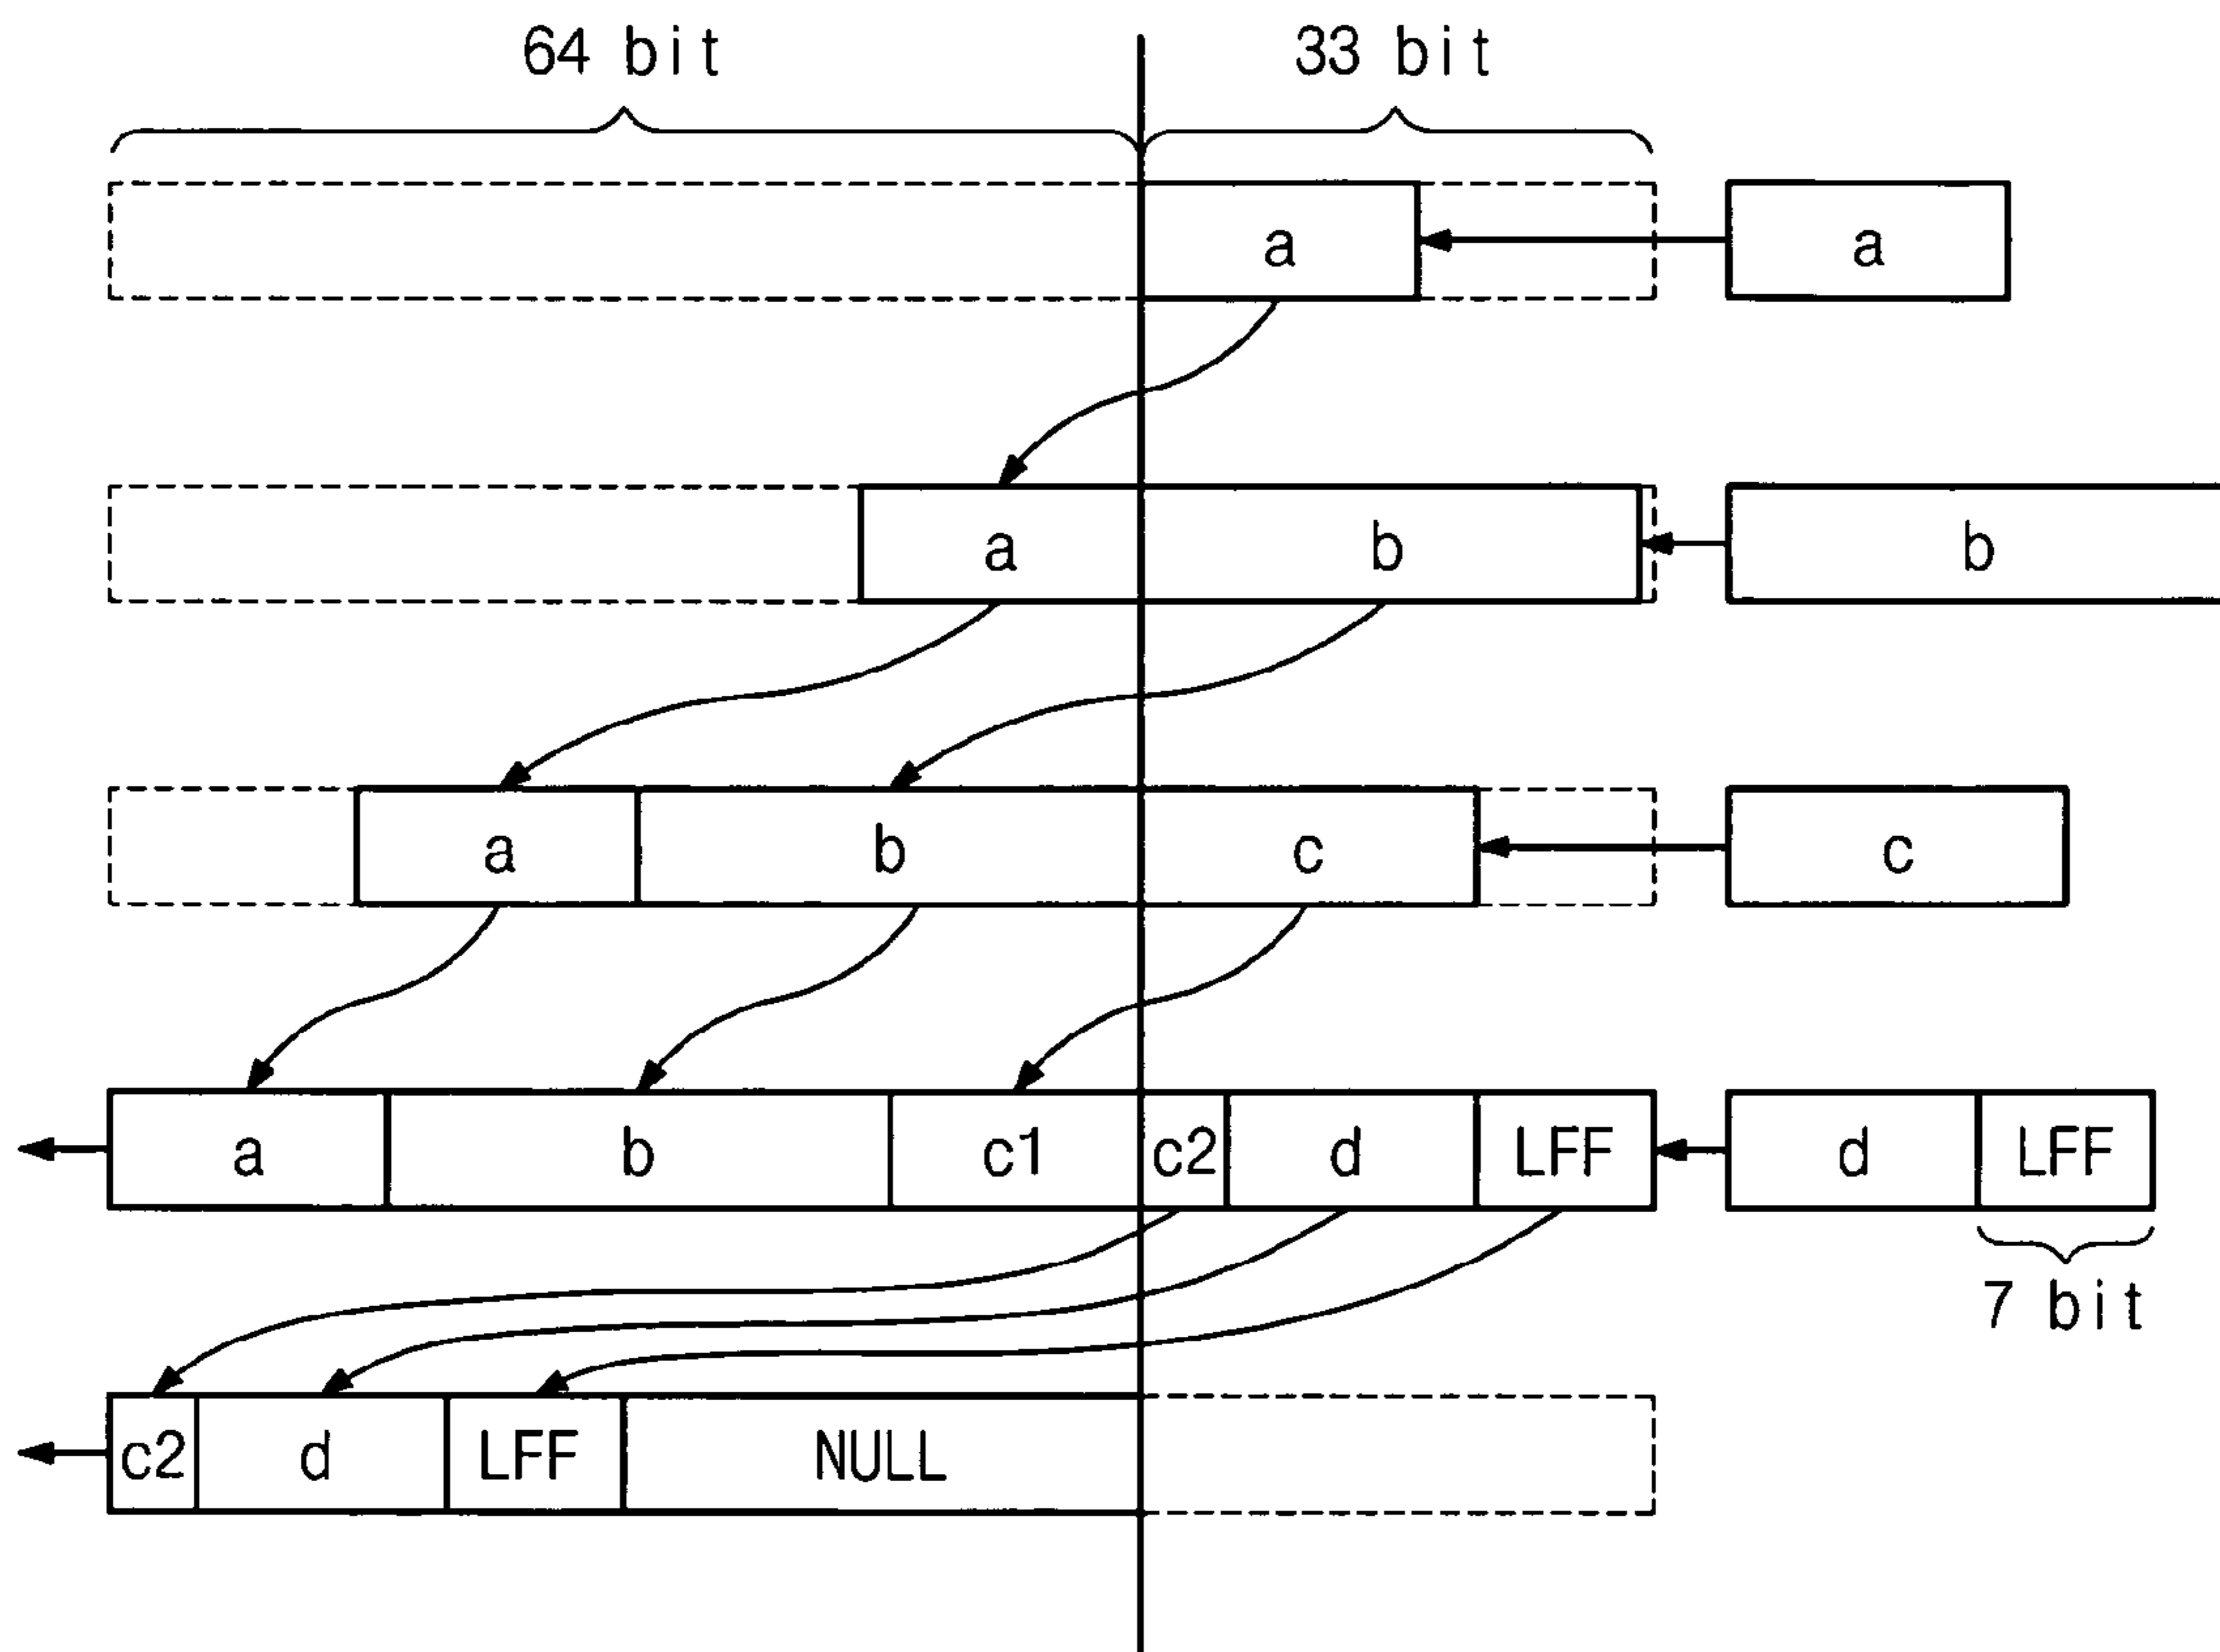 64 bit 33 bit
a a
a b b
a b c c
a b c1 c2 d LFF d LFF
7 bit
c2 d LFF NULL